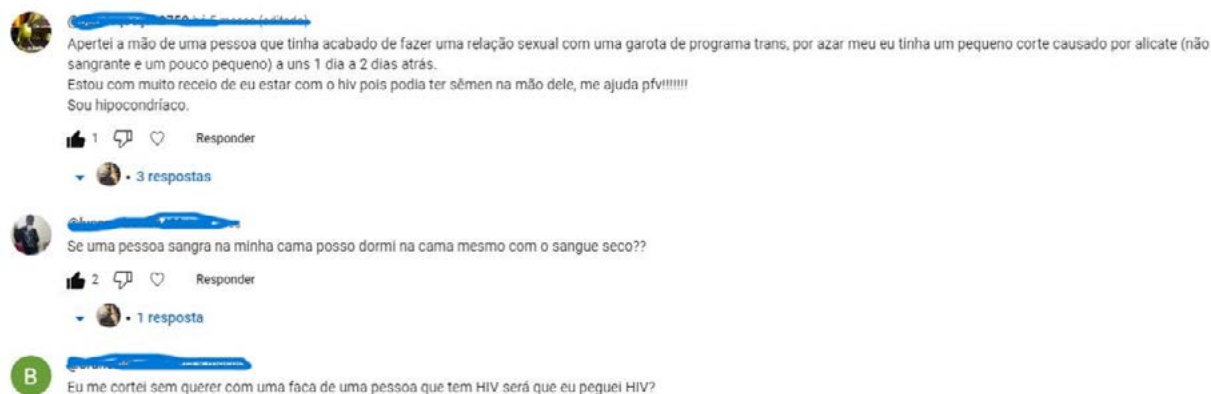 Apertei a mão de uma pessoa que tinha acabado de fazer uma relação sexual com uma garota de programa trans, por azar meu eu tinha um pequeno corte causado por alicate (não
sangrante e um pouco pequeno) a uns 1 dia a 2 dias atrás.
Estou com muito receio de eu estar com o hiv pois podia ter sêmen na mão dele, me ajuda pfv!!!!!!!
Sou hipocondríaco.
1 Responder
• 3 respostas
Se uma pessoa sangra na minha cama posso dormi na cama mesmo com o sangue seco??
2 Responder
• 1 resposta
B
Eu me cortei sem querer com uma faca de uma pessoa que tem HIV será que eu peguei HIV?